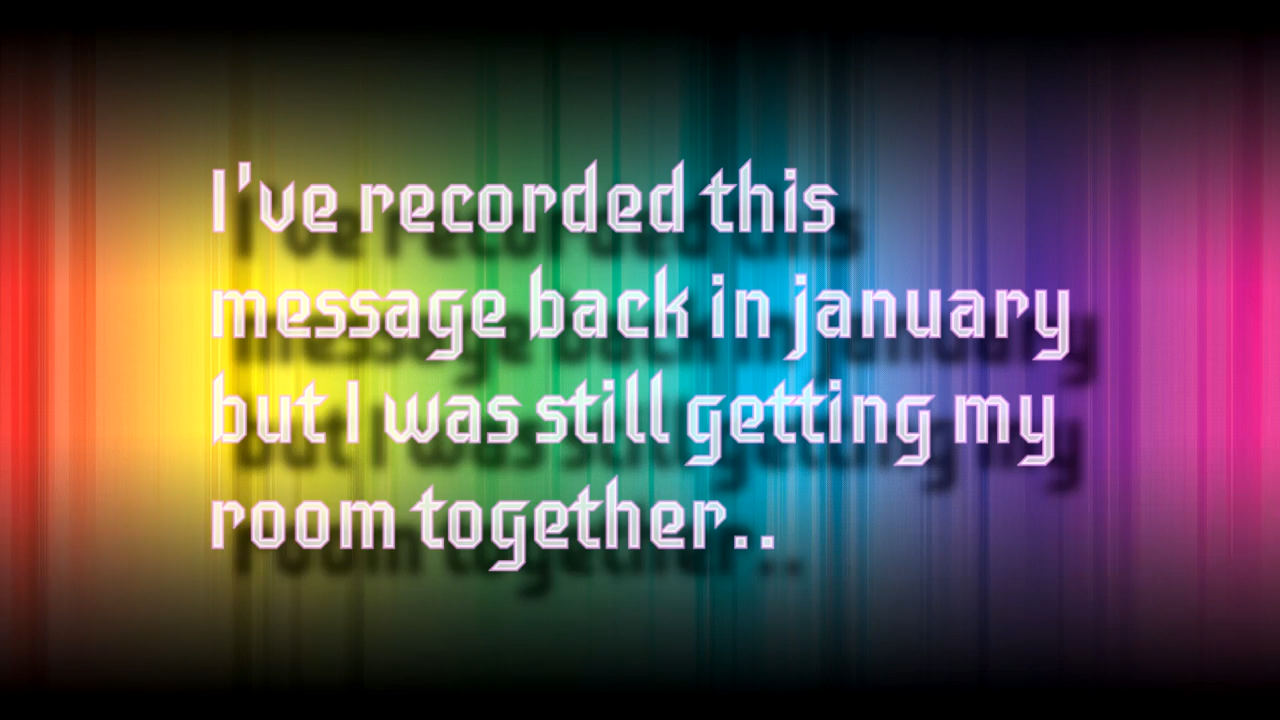 I've recorded this
message back in january
but I was still getting my
room together..